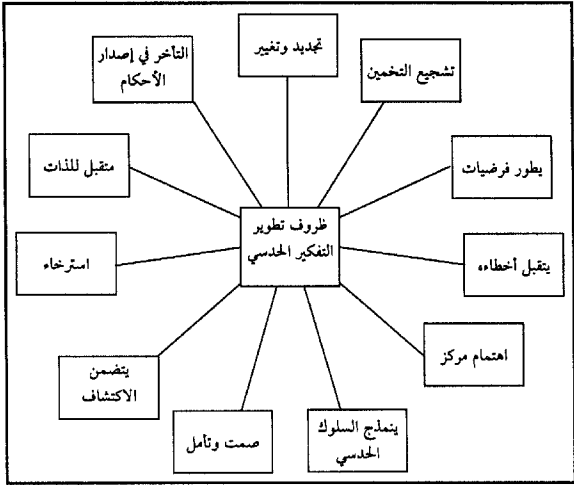 تجديد وتغيير
التأخر في إصدار
الأحكام
تشجيع التخمين
متقبل للذات
يطور فرضيات
ظروف تطوير
التفكير الحدسي
استرخاء
يتقبل أخطاءه
اهتمام مركز
يتضمن
الاكتشاف
صمت وتأمل
ينمذج السلوك
الحدسي